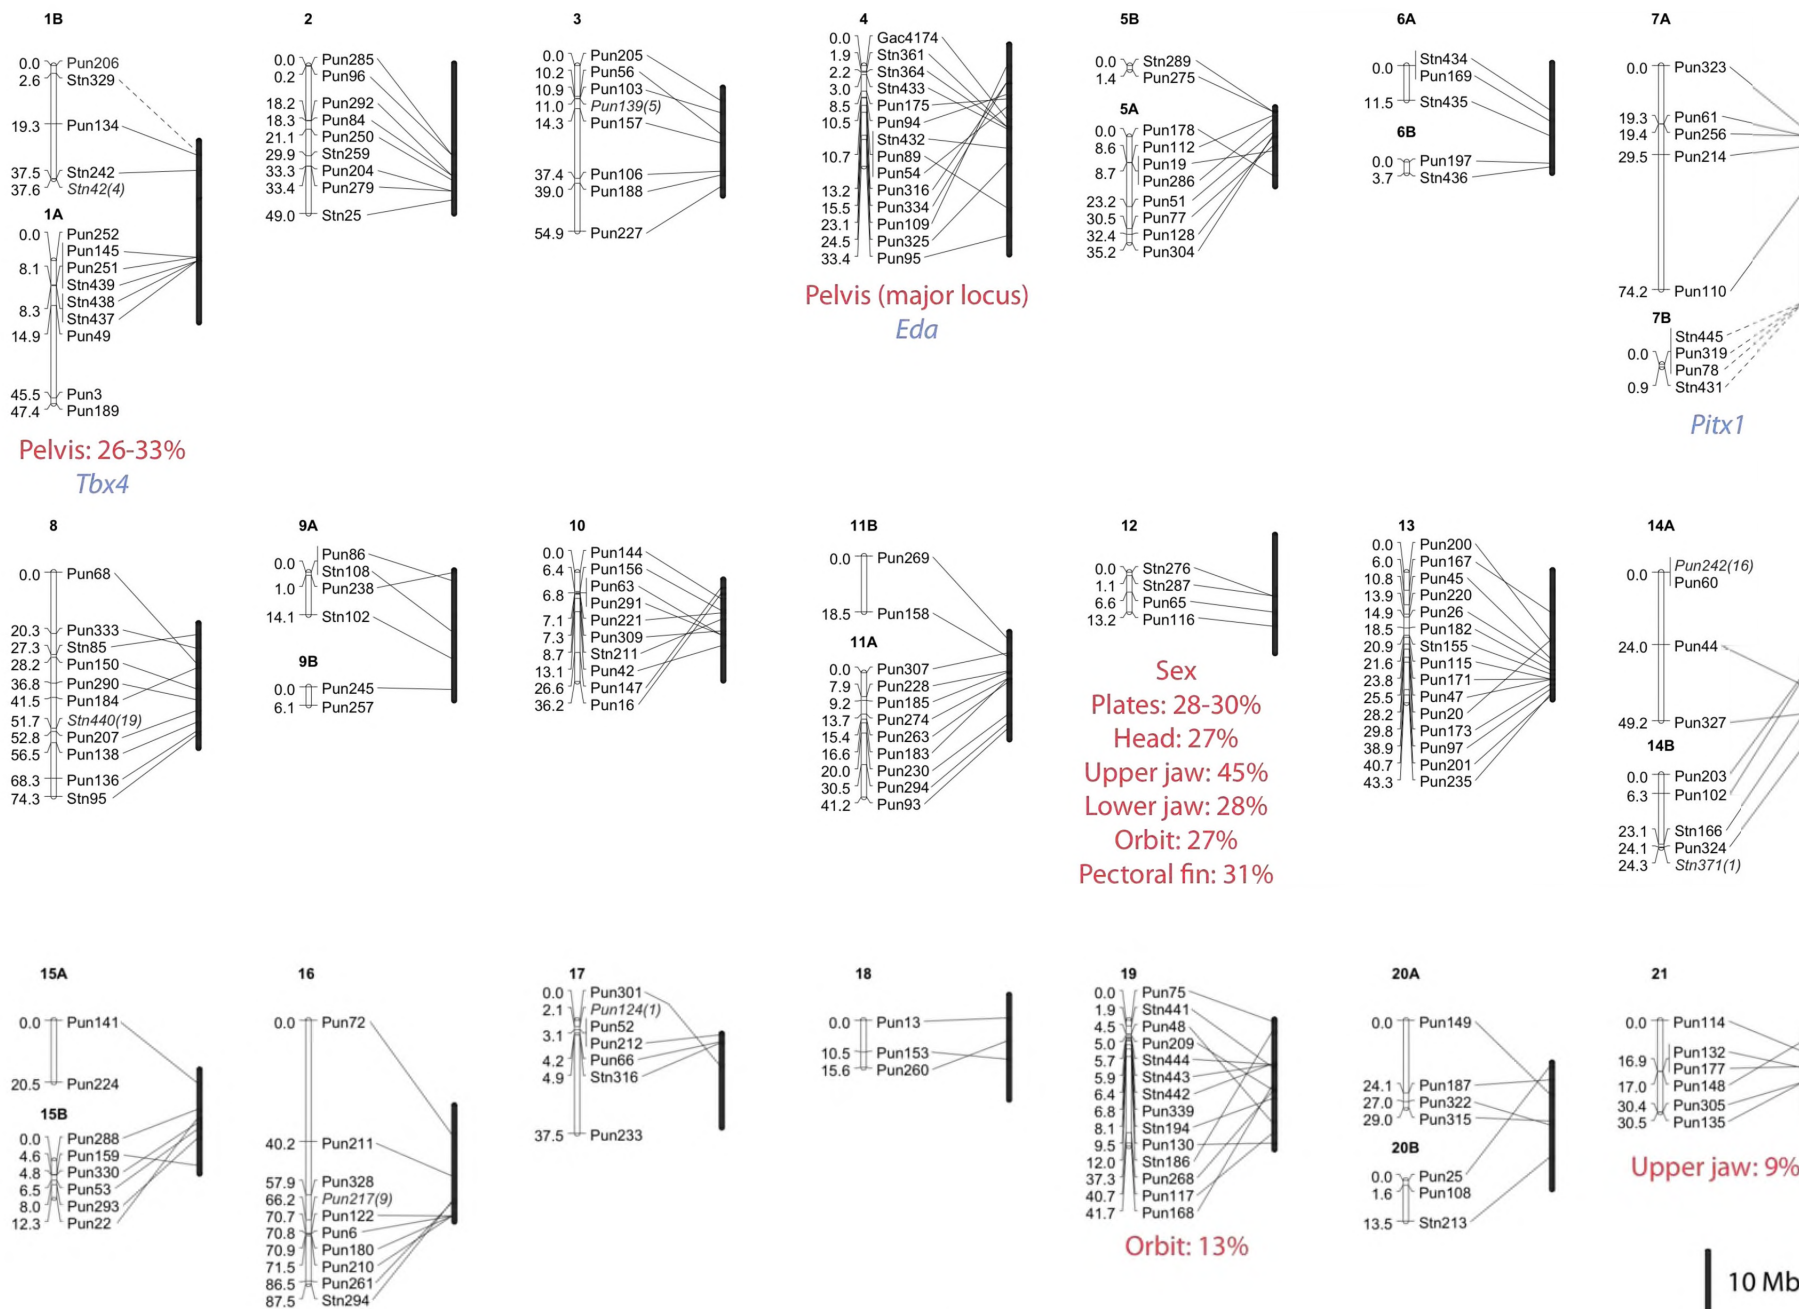 1B
0.0 Pun206
2.6 Stn329
19.3 Pun134
37.5 Stn242
37.6 Stn42(4)
1A
0.0 Pun252
Pun145
8.1 Pun251
Stn439
Stn438
8.3 Stn437
14.9 Pun49
45.5 Pun3
47.4 Pun189
Pelvis: 26-33%
Tbx4
2
0.0 Pun285
0.2 Pun96
18.2 Pun292
18.3 Pun84
21.1 Pun250
29.9 Stn259
33.3 Pun204
33.4 Pun279
49.0 Stn25
3
0.0 Pun205
10.2 Pun56
10.9 Pun103
11.0 Pun139(5)
14.3 Pun157
37.4 Pun106
39.0 Pun188
54.9 Pun227
4
0.0 Gac4174
1.9 Stn361
2.2 Stn364
3.0 Stn433
8.5 Pun175
10.5 Pun94
Stn432
10.7 Pun89
Pun54
13.2 Pun316
15.5 Pun334
23.1 Pun109
24.5 Pun325
33.4 Pun95
Pelvis (major locus)
Eda
5B
0.0 Stn289
1.4 Pun275
5A
0.0 Pun178
8.6 Pun112
Pun19
8.7 Pun286
23.2 Pun51
30.5 Pun77
32.4 Pun128
35.2 Pun304
6A
Stn434
0.0 Pun169
11.5 Stn435
6B
0.0 Pun197
3.7 Stn436
7A
0.0 Pun323
19.3 Pun61
19.4 Pun256
29.5 Pun214
74.2 Pun110
7B
Stn445
0.0 Pun319
Pun78
0.9 Stn431
Pitx1
8
0.0 Pun68
20.3 Pun333
27.3 Stn85
28.2 Pun150
36.8 Pun290
41.5 Pun184
51.7 Stn440(19)
52.8 Pun207
56.5 Pun138
68.3 Pun136
74.3 Stn95
9A
Pun86
0.0 Stn108
1.0 Pun238
14.1 Stn102
9B
0.0 Pun245
6.1 Pun257
10
0.0 Pun144
6.4 Pun156
Pun63
6.8 Pun291
7.1 Pun221
7.3 Pun309
8.7 Stn211
13.1 Pun42
26.6 Pun147
36.2 Pun16
11B
0.0 Pun269
18.5 Pun158
11A
0.0 Pun307
7.9 Pun228
9.2 Pun185
13.7 Pun274
15.4 Pun263
16.6 Pun183
20.0 Pun230
30.5 Pun294
41.2 Pun93
12
0.0 Stn276
1.1 Stn287
6.6 Pun65
13.2 Pun116
Sex
Plates: 28-30%
Head: 27%
Upper jaw: 45%
Lower jaw: 28%
Orbit: 27%
Pectoral fin: 31%
13
0.0 Pun200
6.0 Pun167
10.8 Pun45
13.9 Pun220
14.9 Pun26
18.5 Pun182
20.9 Stn155
21.6 Pun115
23.8 Pun171
25.5 Pun47
28.2 Pun20
29.8 Pun173
38.9 Pun97
40.7 Pun201
43.3 Pun235
14A
Pun242(16)
0.0 Pun60
24.0 Pun44
49.2 Pun327
14B
0.0 Pun203
6.3 Pun102
23.1 Stn166
24.1 Pun324
24.3 Stn371(1)
15A
0.0 Pun141
20.5 Pun224
15B
0.0 Pun288
4.6 Pun159
4.8 Pun330
6.5 Pun53
8.0 Pun293
12.3 Pun22
16
0.0 Pun72
40.2 Pun211
57.9 Pun328
66.2 Pun217(9)
70.7 Pun122
70.8 Pun6
70.9 Pun180
71.5 Pun210
86.5 Pun261
87.5 Stn294
17
0.0 Pun301
2.1 Pun124(1)
Pun52
3.1 Pun212
4.2 Pun66
4.9 Stn316
37.5 Pun233
18
0.0 Pun13
10.5 Pun153
15.6 Pun260
19
0.0 Pun75
1.9 Stn441
4.5 Pun48
5.0 Pun209
5.7 Stn444
5.9 Stn443
6.4 Stn442
6.8 Pun339
8.1 Stn194
9.5 Pun130
12.0 Stn186
37.3 Pun268
40.7 Pun117
41.7 Pun168
Orbit: 13%
20A
0.0 Pun149
24.1 Pun187
27.0 Pun322
29.0 Pun315
20B
0.0 Pun25
1.6 Pun108
13.5 Stn213
21
0.0 Pun114
Pun132
16.9 Pun177
17.0 Pun148
30.4 Pun305
30.5 Pun135
Upper jaw: 9%
10 Mb